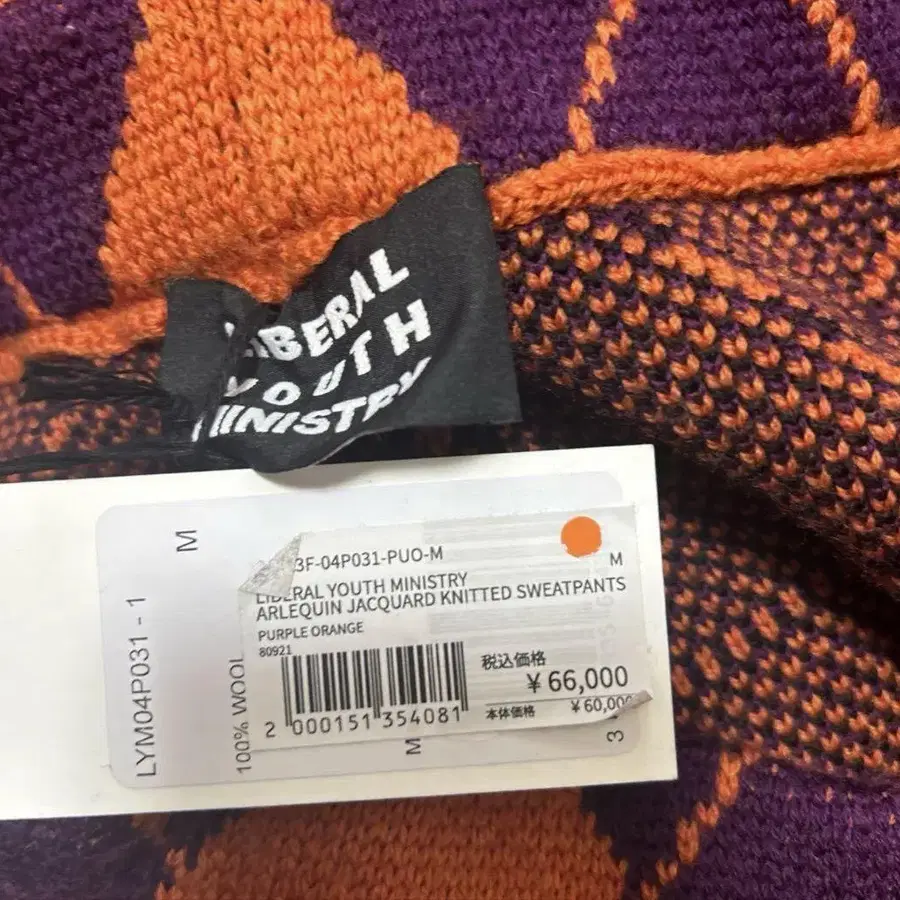 LIBERAL
YOUTH
MINISTRY
M
LYM04P031 - 1
100% WOOL
3F-04P031-PUO-M
M
LIBERAL YOUTH MINISTRY
ARLEQUIN JACQUARD KNITTED SWEATPANTS
PURPLE ORANGE
80921
2 000151 354081
税込価格
¥66,000
本体価格 ¥60,000
M
3